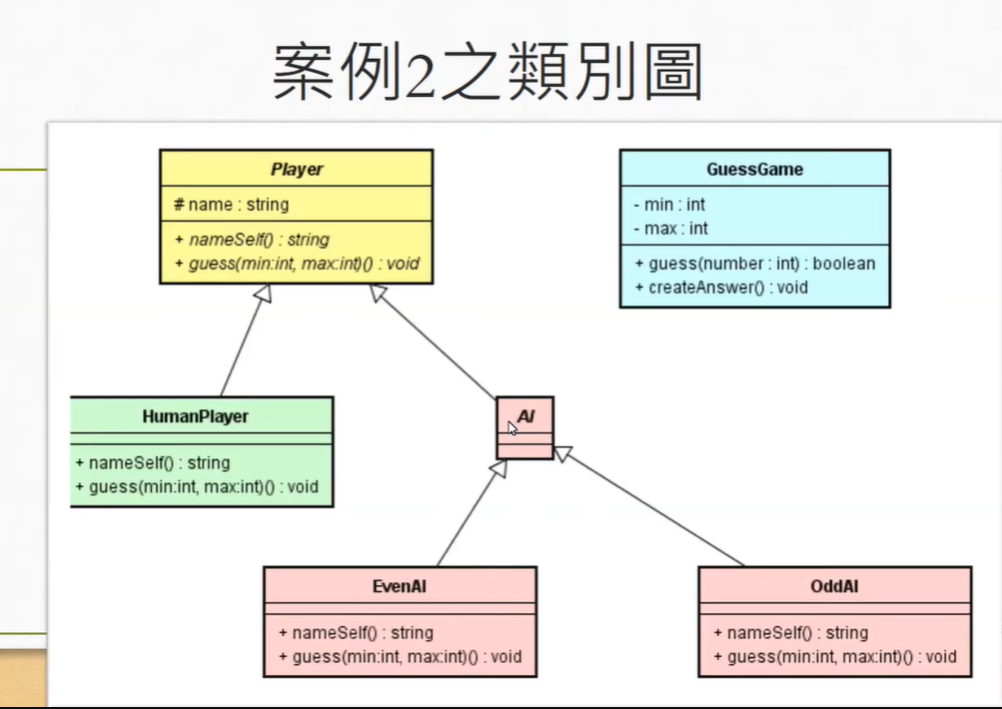 案例2之類別圖
Player
# name : string
+ nameSelf() : string
+ guess(min:int, max:int)() : void
GuessGame
- min : int
- max : int
+ guess(number : int) : boolean
+ createAnswer() : void
HumanPlayer
+ nameSelf() : string
+ guess(min:int, max:int)() : void
AI
EvenAI
+ nameSelf() : string
+ guess(min:int, max:int)() : void
OddAI
+ nameSelf() : string
+ guess(min:int, max:int)() : void